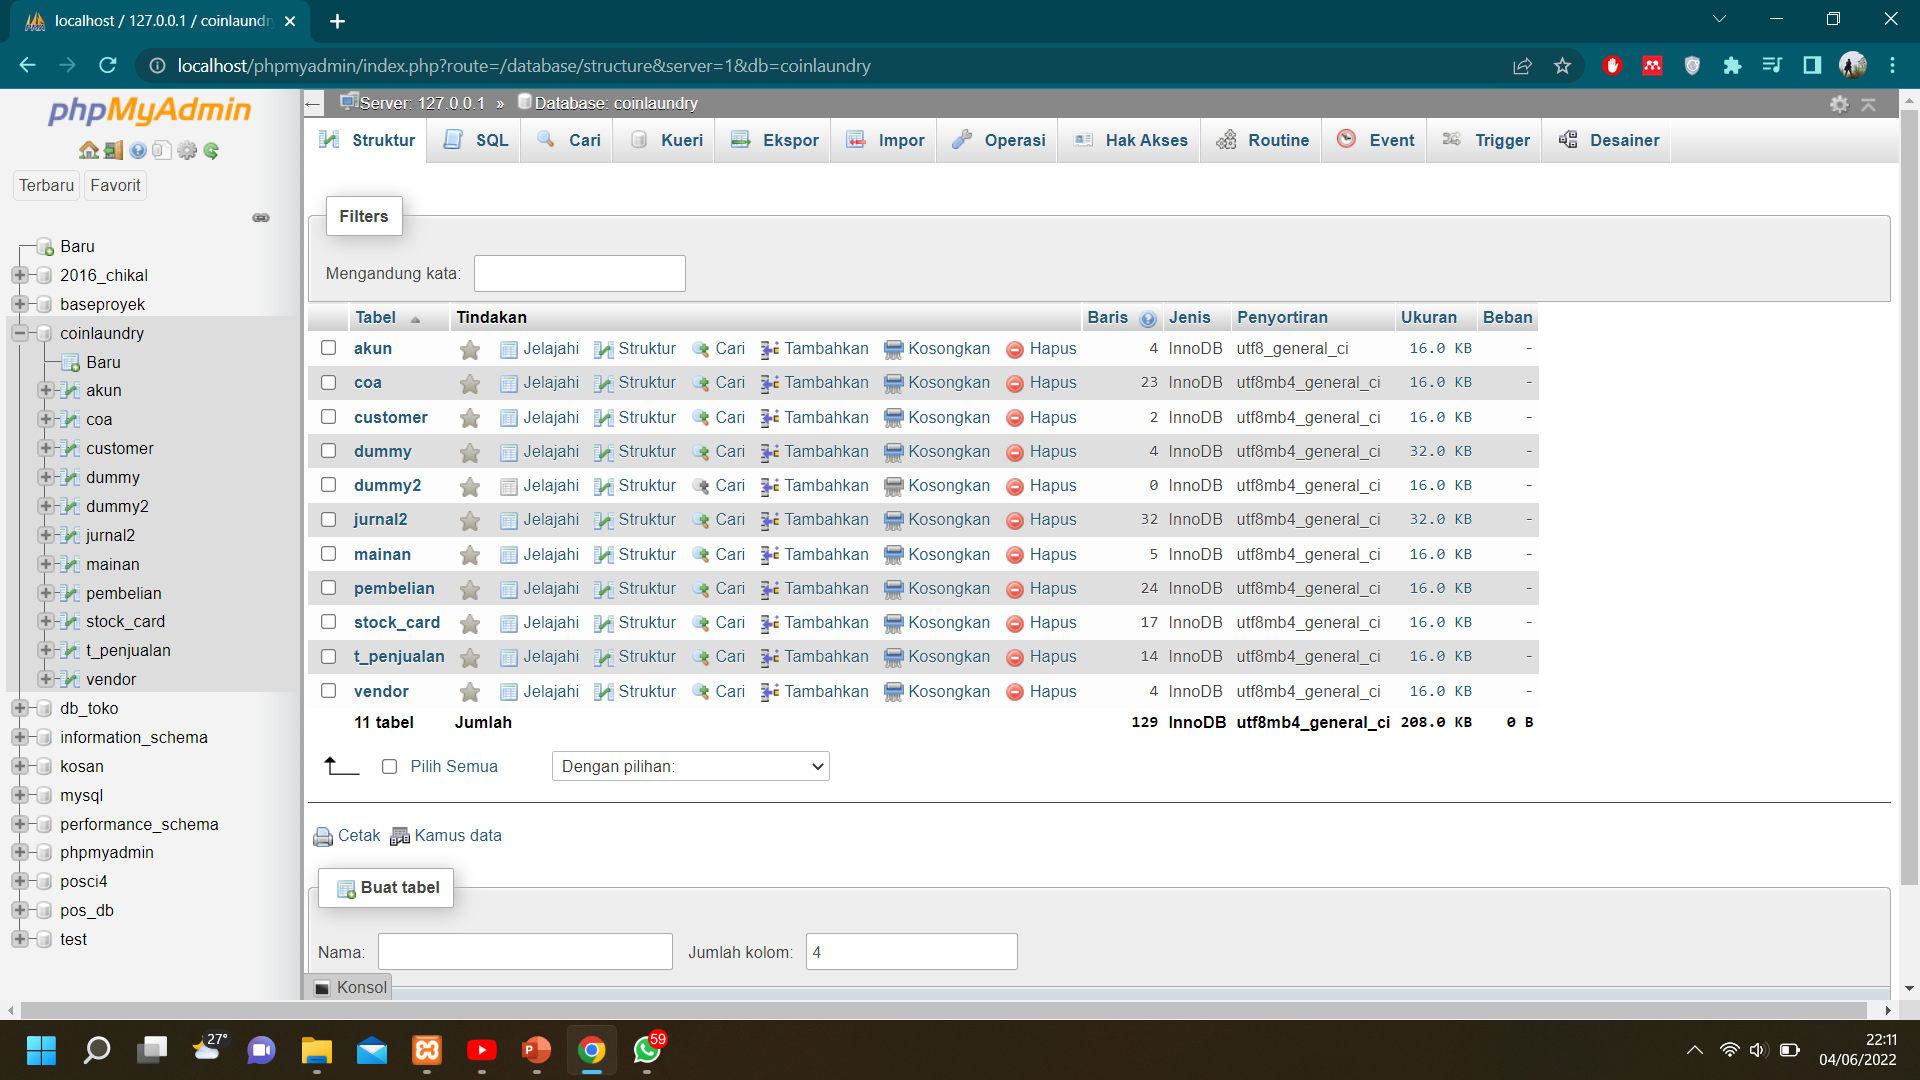 localhost / 127.0.0.1 / coinlaundr
localhost/phpmyadmin/index.php?route=/database/structure&server=1&db=coinlaundry
phpMyAdmin
Terbaru Favorit
Baru
2016_chikal
baseproyek
coinlaundry
Baru
akun
coa
customer
dummy
dummy2
jurnal2
mainan
pembelian
stock_card
t_penjualan
vendor
db_toko
information_schema
kosan
mysql
performance_schema
phpmyadmin
posci4
pos_db
test
Server: 127.0.0.1 » Database: coinlaundry
Struktur SQL Cari Kueri Ekspor Impor Operasi Hak Akses Routine Event Trigger Desainer
Filters
Mengandung kata:
Tabel Tindakan Baris Jenis Penyortiran Ukuran Beban
akun Jelajahi Struktur Cari Tambahkan Kosongkan Hapus 4 InnoDB utf8_general_ci 16.0 KB -
coa Jelajahi Struktur Cari Tambahkan Kosongkan Hapus 23 InnoDB utf8mb4_general_ci 16.0 KB -
customer Jelajahi Struktur Cari Tambahkan Kosongkan Hapus 2 InnoDB utf8mb4_general_ci 16.0 KB -
dummy Jelajahi Struktur Cari Tambahkan Kosongkan Hapus 4 InnoDB utf8mb4_general_ci 32.0 KB -
dummy2 Jelajahi Struktur Cari Tambahkan Kosongkan Hapus 0 InnoDB utf8mb4_general_ci 16.0 KB -
jurnal2 Jelajahi Struktur Cari Tambahkan Kosongkan Hapus 32 InnoDB utf8mb4_general_ci 32.0 KB -
mainan Jelajahi Struktur Cari Tambahkan Kosongkan Hapus 5 InnoDB utf8mb4_general_ci 16.0 KB -
pembelian Jelajahi Struktur Cari Tambahkan Kosongkan Hapus 24 InnoDB utf8mb4_general_ci 16.0 KB -
stock_card Jelajahi Struktur Cari Tambahkan Kosongkan Hapus 17 InnoDB utf8mb4_general_ci 16.0 KB -
t_penjualan Jelajahi Struktur Cari Tambahkan Kosongkan Hapus 14 InnoDB utf8mb4_general_ci 16.0 KB -
vendor Jelajahi Struktur Cari Tambahkan Kosongkan Hapus 4 InnoDB utf8mb4_general_ci 16.0 KB -
11 tabel Jumlah 129 InnoDB utf8mb4_general_ci 208.0 KB 0 B
Pilih Semua Dengan pilihan:
Cetak Kamus data
Buat tabel
Nama: Jumlah kolom: 4
Konsol
27° 59 22:11
04/06/2022